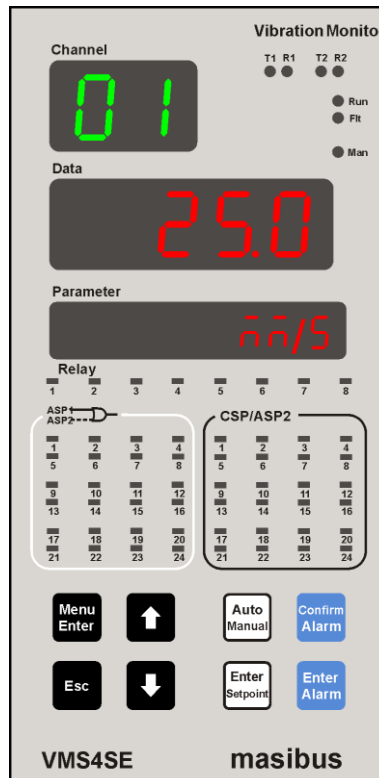 Vibration Monito
Channel
T1 R1 T2 R2
01
Run
Flt
Man
Data
25.0
Parameter
mm/S
Relay
1 2 3 4 5 6 7 8
ASP1
ASP2
CSP/ASP2
1 2 3 4 1 2 3 4
5 6 7 8 5 6 7 8
9 10 11 12 9 10 11 12
13 14 15 16 13 14 15 16
17 18 19 20 17 18 19 20
21 22 23 24 21 22 23 24
Menu Auto Confirm
Enter Manual Alarm
Esc Enter Enter
Setpoint Alarm
VMS4SE masibus